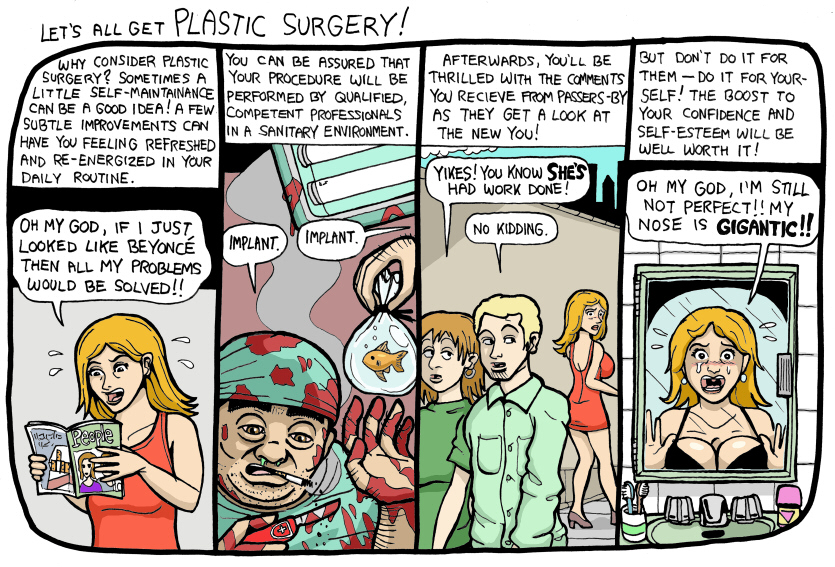 LET'S ALL GET PLASTIC SURGERY!
WHY CONSIDER PLASTIC
SURGERY? SOMETIMES A
LITTLE SELF-MAINTAINANCE
CAN BE A GOOD IDEA! A FEW
SUBTLE IMPROVEMENTS CAN
HAVE YOU FEELING REFRESHED
AND RE-ENERGIZED IN YOUR
DAILY ROUTINE.
OH MY GOD, IF I JUST
LOOKED LIKE BEYONCÉ
THEN ALL MY PROBLEMS
WOULD BE SOLVED!!
People
YOU CAN BE ASSURED THAT
YOUR PROCEDURE WILL BE
PERFORMED BY QUALIFIED,
COMPETENT PROFESSIONALS
IN A SANITARY ENVIRONMENT.
IMPLANT.
IMPLANT.
AFTERWARDS, YOU'LL BE
THRILLED WITH THE COMMENTS
YOU RECIEVE FROM PASSERS-BY
AS THEY GET A LOOK AT
THE NEW YOU!
YIKES! YOU KNOW SHE'S
HAD WORK DONE!
NO KIDDING.
BUT DON'T DO IT FOR
THEM — DO IT FOR YOUR-
SELF! THE BOOST TO
YOUR CONFIDENCE AND
SELF-ESTEEM WILL BE
WELL WORTH IT!
OH MY GOD, I'M STILL
NOT PERFECT!! MY
NOSE IS GIGANTIC!!